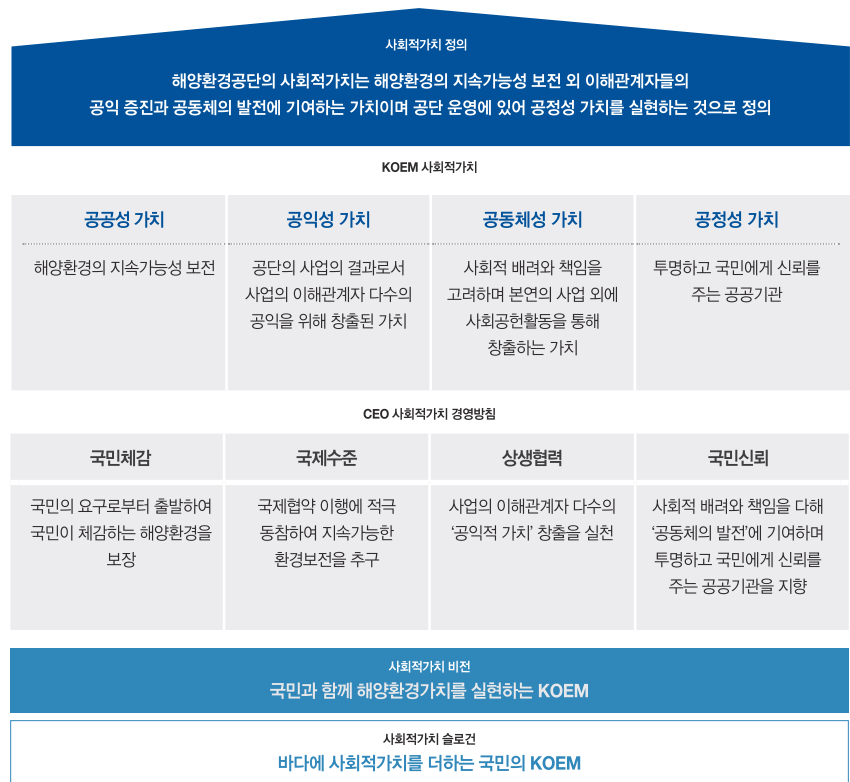 사회적가치 정의
해양환경공단의 사회적가치는 해양환경의 지속가능성 보전 외 이해관계자들의
공익 증진과 공동체의 발전에 기여하는 가치이며 공단 운영에 있어 공정성 가치를 실현하는 것으로 정의
KOEM 사회적가치
공공성 가치
해양환경의 지속가능성 보전
공익성 가치
공단의 사업의 결과로서
사업의 이해관계자 다수의
공익을 위해 창출된 가치
공동체성 가치
사회적 배려와 책임을
고려하며 본연의 사업 외에
사회공헌활동을 통해
창출하는 가치
공정성 가치
투명하고 국민에게 신뢰를
주는 공공기관
CEO 사회적가치 경영방침
국민체감
국민의 요구로부터 출발하여
국민이 체감하는 해양환경을
보장
국제수준
국제협약 이행에 적극
동참하여 지속가능한
환경보전을 추구
상생협력
사업의 이해관계자 다수의
‘공익적 가치’ 창출을 실천
국민신뢰
사회적 배려와 책임을 다해
‘공동체의 발전’에 기여하며
투명하고 국민에게 신뢰를
주는 공공기관을 지향
사회적가치 비전
국민과 함께 해양환경가치를 실현하는 KOEM
사회적가치 슬로건
바다에 사회적가치를 더하는 국민의 KOEM